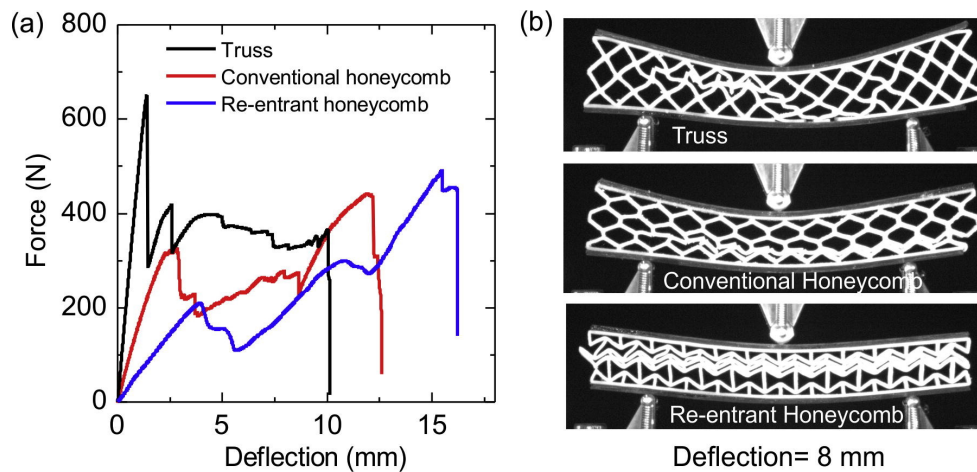 (a)
800
600
400
200
0
Force (N)
0
5
10
15
Deflection (mm)
Truss
Conventional honeycomb
Re-entrant honeycomb
(b)
Truss
Conventional Honeycomb
Re-entrant Honeycomb
Deflection= 8 mm